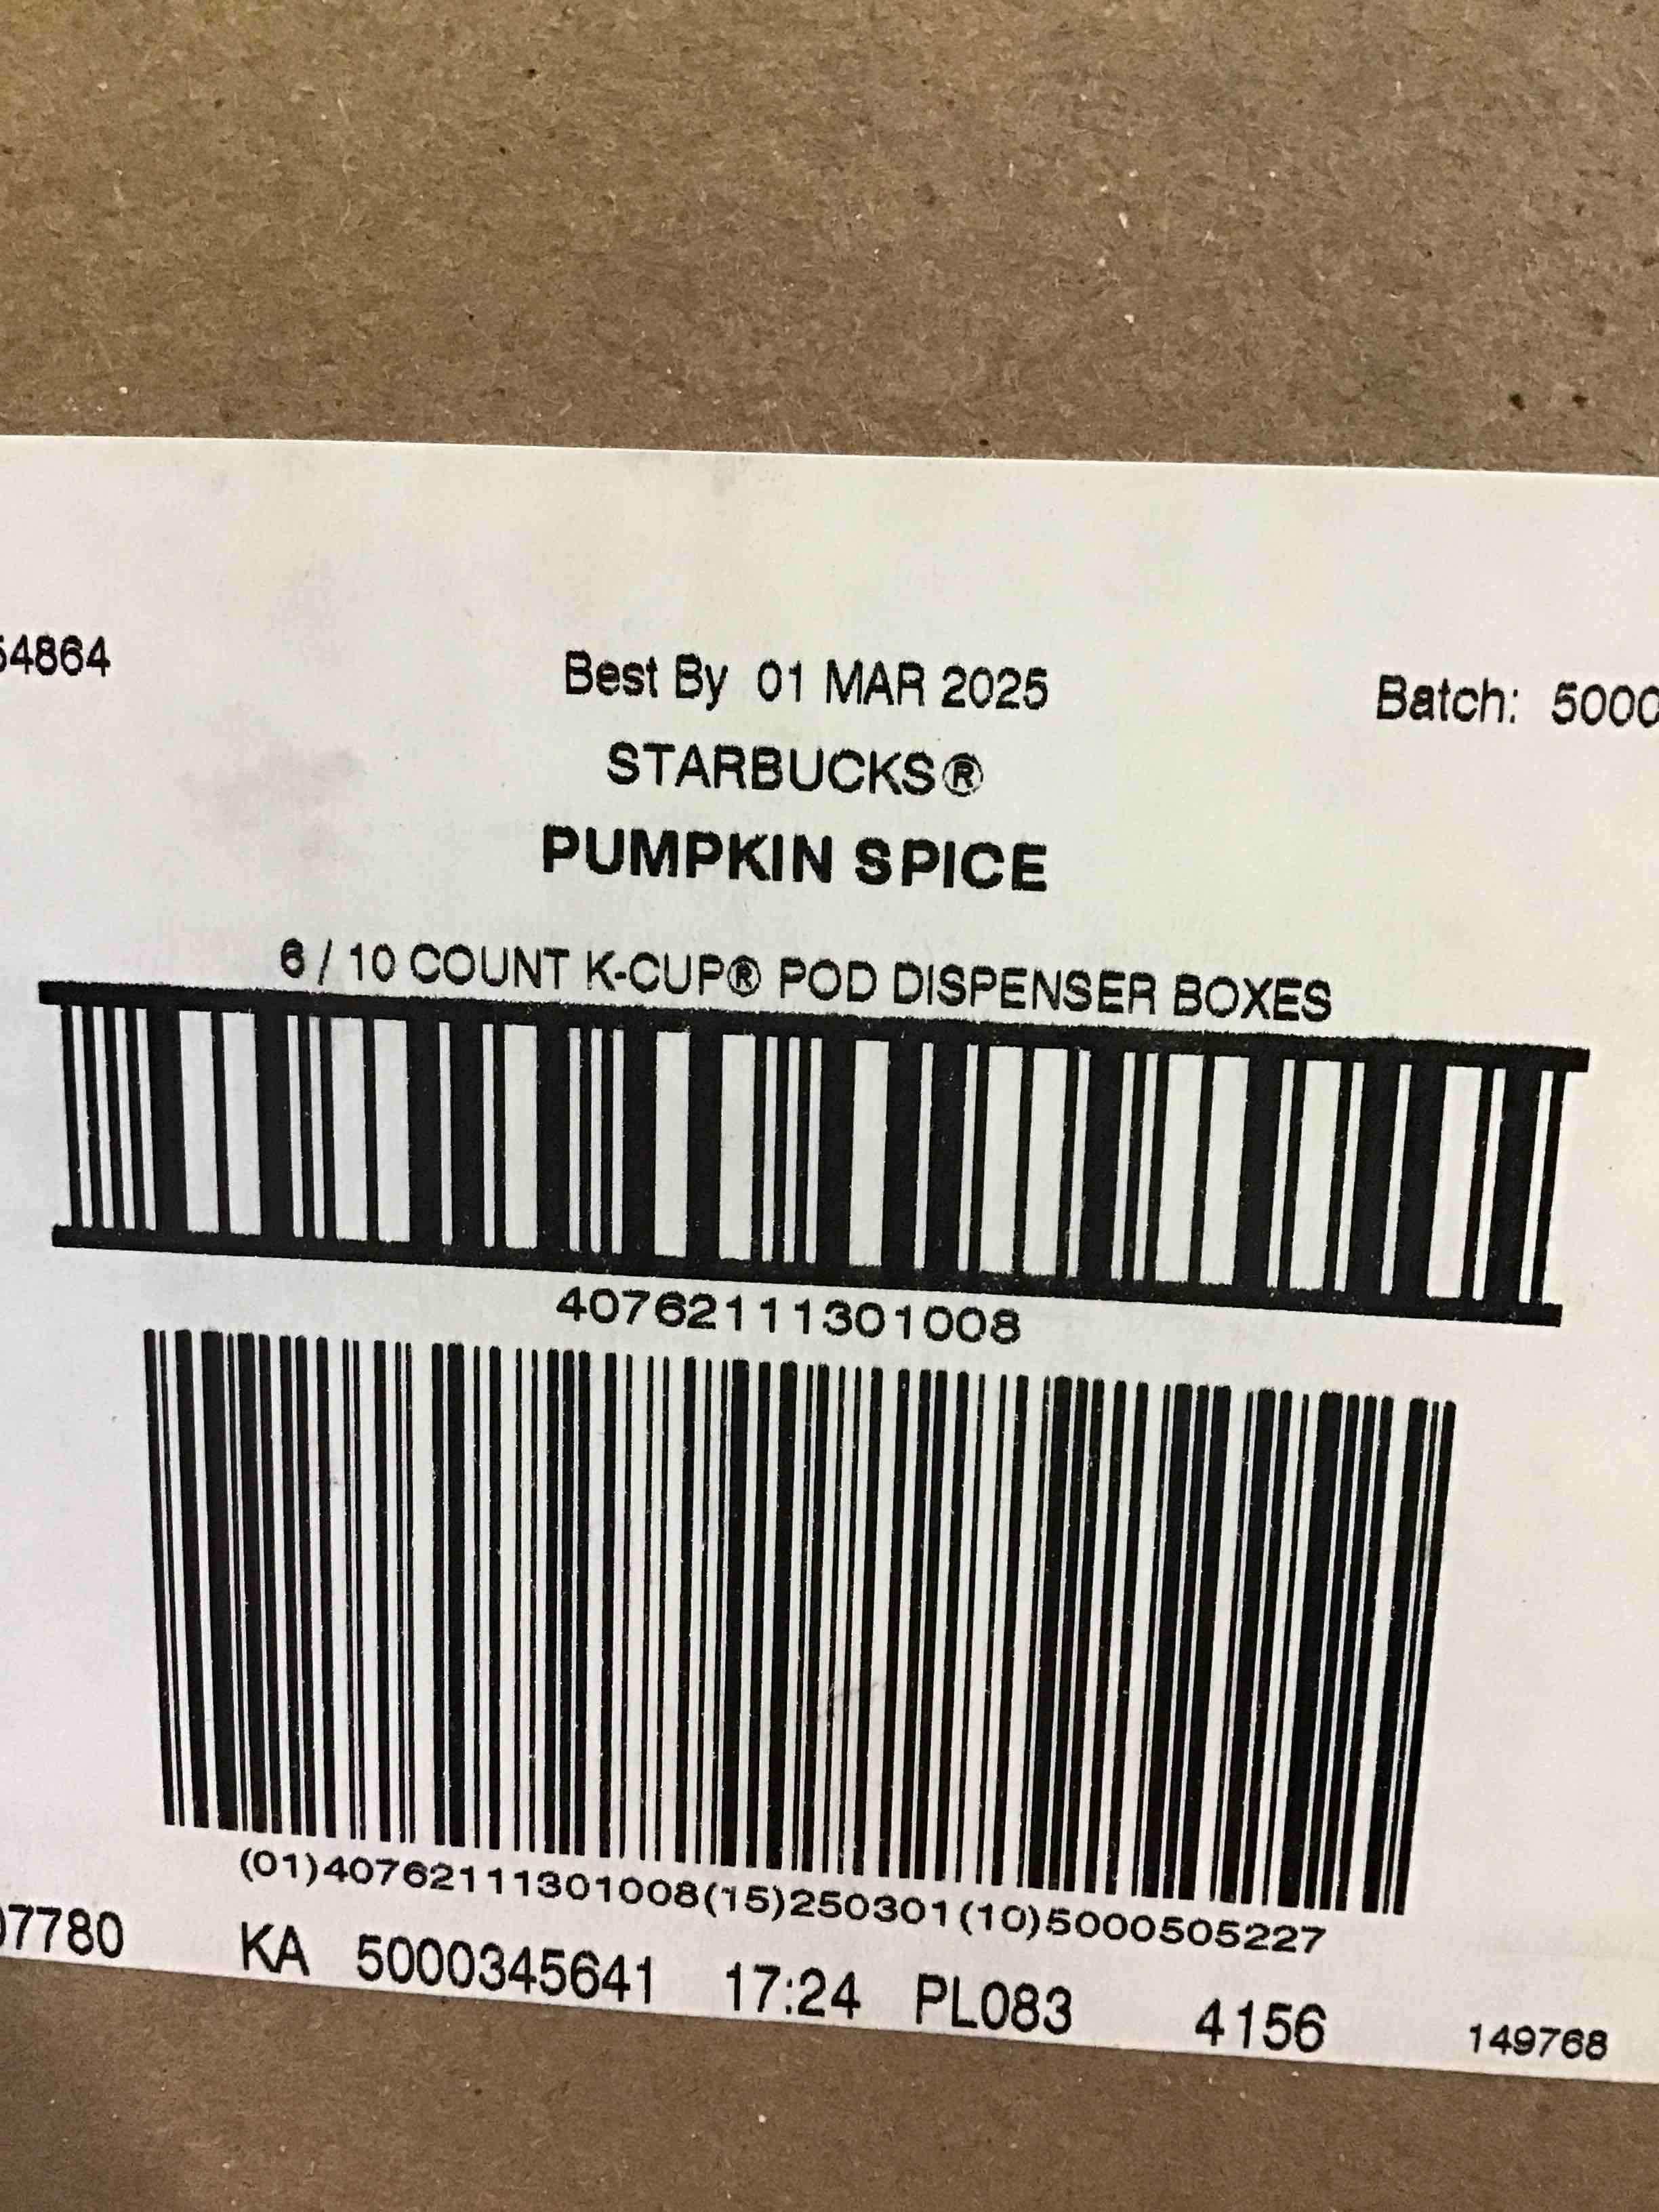 54864 Best By 01 MAR 2025 Batch: 5000
STARBUCKS®
PUMPKIN SPICE
6 / 10 COUNT K-CUP® POD DISPENSER BOXES
40762111301008
(01)40762111301008(15)250301(10)5000505227
07780 KA 5000345641 17:24 PL083 4156 149768